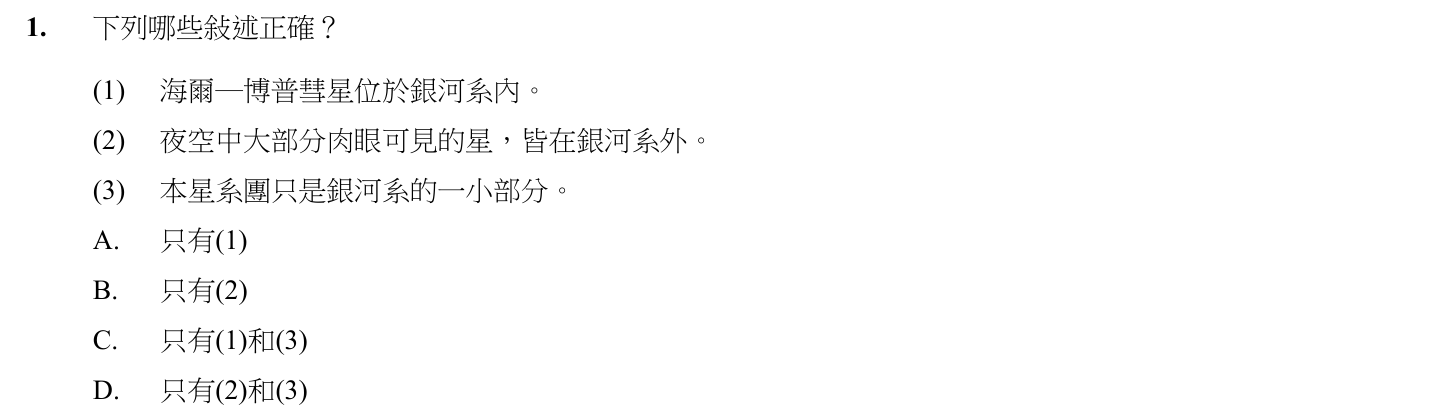 1. 下列哪些敍述正確？
(1) 海爾—博普彗星位於銀河系內。
(2) 夜空中大部分肉眼可見的星，皆在銀河系外。
(3) 本星系團只是銀河系的一小部分。
A. 只有(1)
B. 只有(2)
C. 只有(1)和(3)
D. 只有(2)和(3)